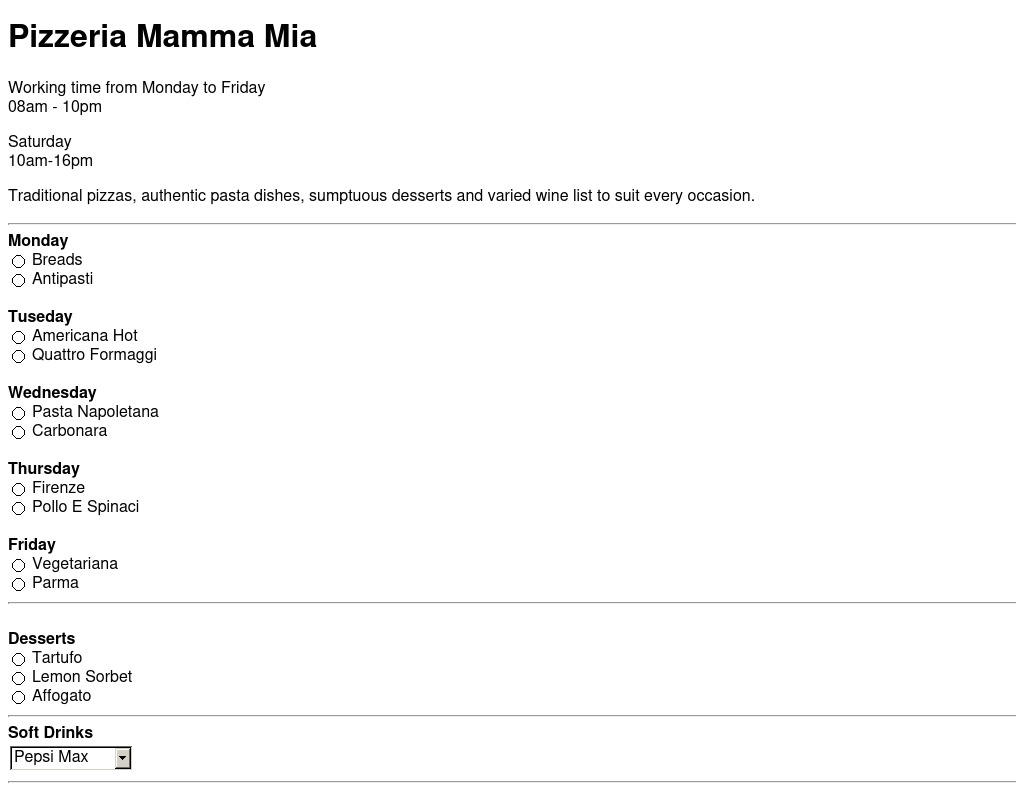 Pizzeria Mamma Mia
Working time from Monday to Friday
08am - 10pm
Saturday
10am-16pm
Traditional pizzas, authentic pasta dishes, sumptuous desserts and varied wine list to suit every occasion.
Monday
Breads
Antipasti
Tuseday
Americana Hot
Quattro Formaggi
Wednesday
Pasta Napoletana
Carbonara
Thursday
Firenze
Pollo E Spinaci
Friday
Vegetariana
Parma
Desserts
Tartufo
Lemon Sorbet
Affogato
Soft Drinks
Pepsi Max